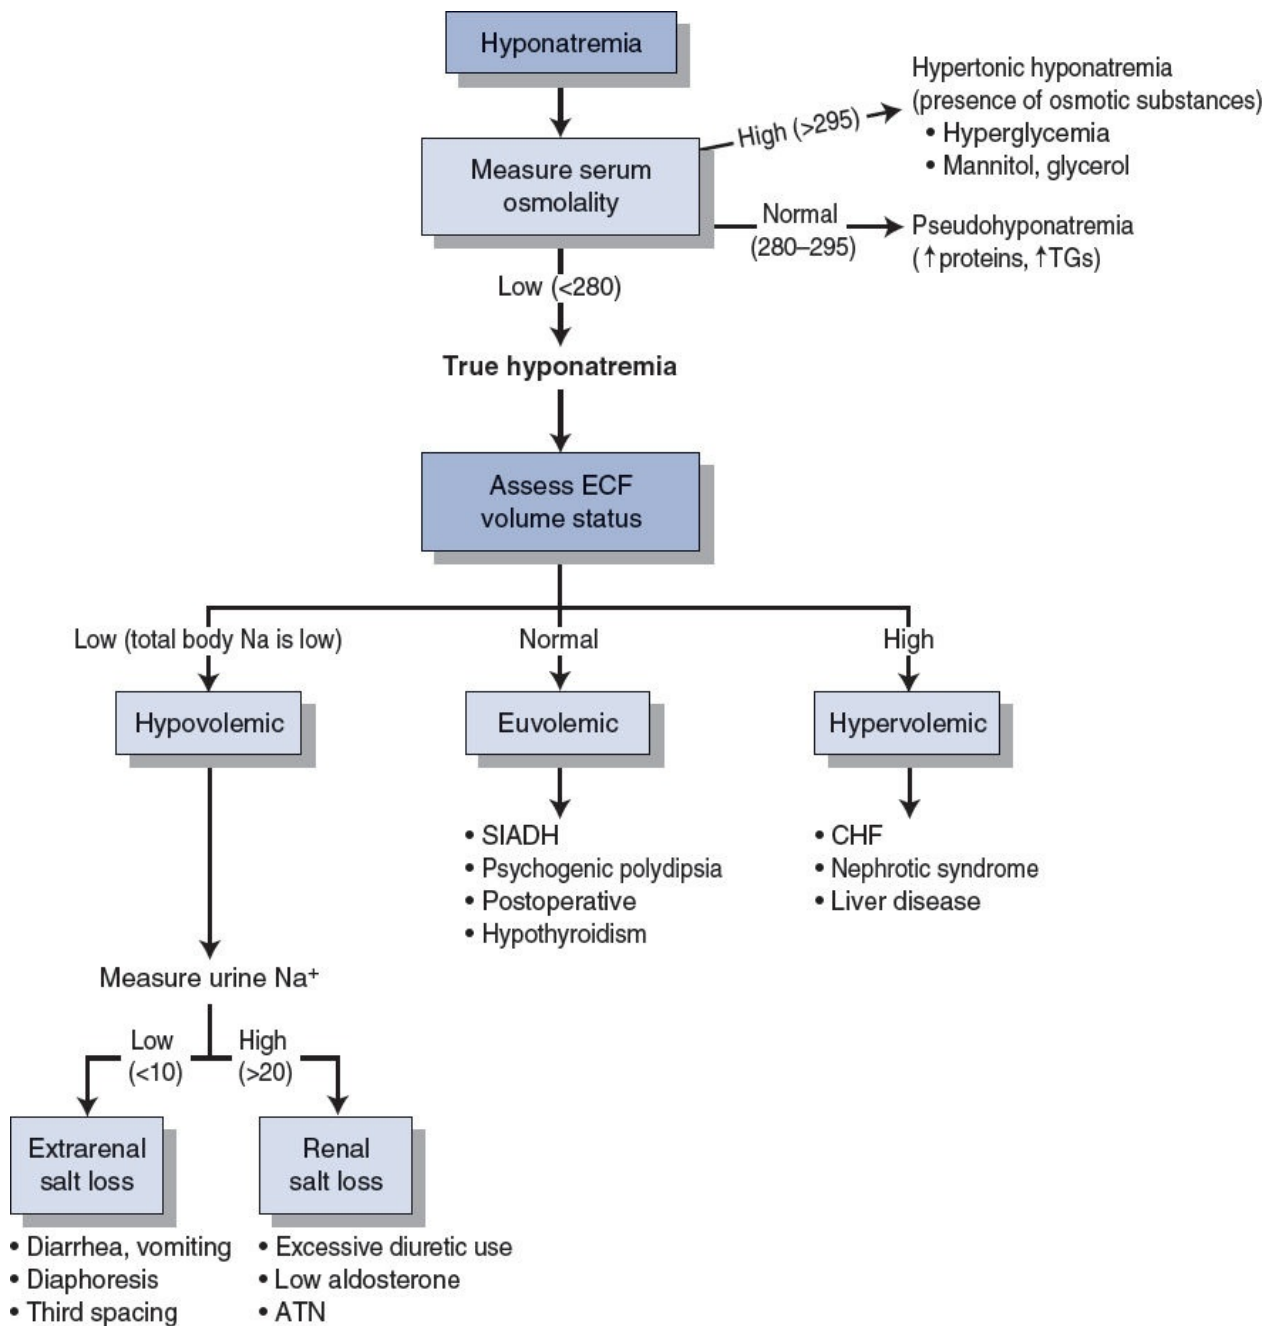 Hyponatremia
Hypertonic hyponatremia
(presence of osmotic substances)
• Hyperglycemia
• Mannitol, glycerol
High (>295)
Measure serum
osmolality
Normal
(280–295)
Pseudohyponatremia
(↑proteins, ↑TGs)
Low (<280)
True hyponatremia
Assess ECF
volume status
Low (total body Na is low)
Normal
High
Hypovolemic
Euvolemic
Hypervolemic
• SIADH
• Psychogenic polydipsia
• Postoperative
• Hypothyroidism
• CHF
• Nephrotic syndrome
• Liver disease
Measure urine Na⁺
Low
(<10)
High
(>20)
Extrarenal
salt loss
Renal
salt loss
• Diarrhea, vomiting
• Diaphoresis
• Third spacing
• Excessive diuretic use
• Low aldosterone
• ATN